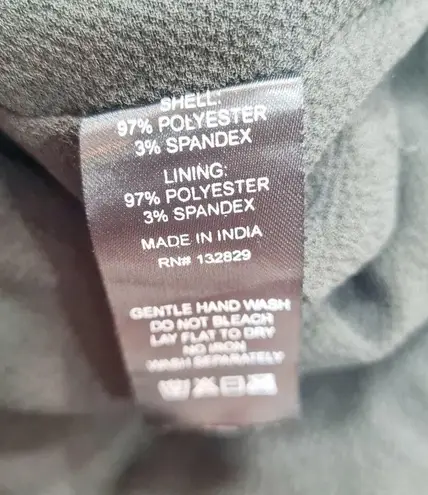 SHELL:
97% POLYESTER
3% SPANDEX
LINING:
97% POLYESTER
3% SPANDEX
MADE IN INDIA
RN# 132829
GENTLE HAND WASH
DO NOT BLEACH
LAY FLAT TO DRY
NO IRON
WASH SEPARATELY